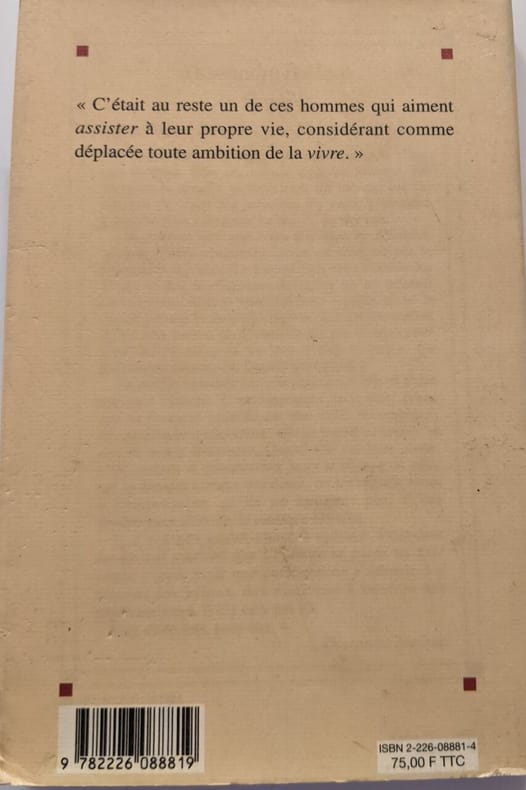 « C'était au reste un de ces hommes qui aiment
assister à leur propre vie, considérant comme
déplacée toute ambition de la vivre. »
9 782226 088819
ISBN 2-226-08881-4
75,00 F TTC